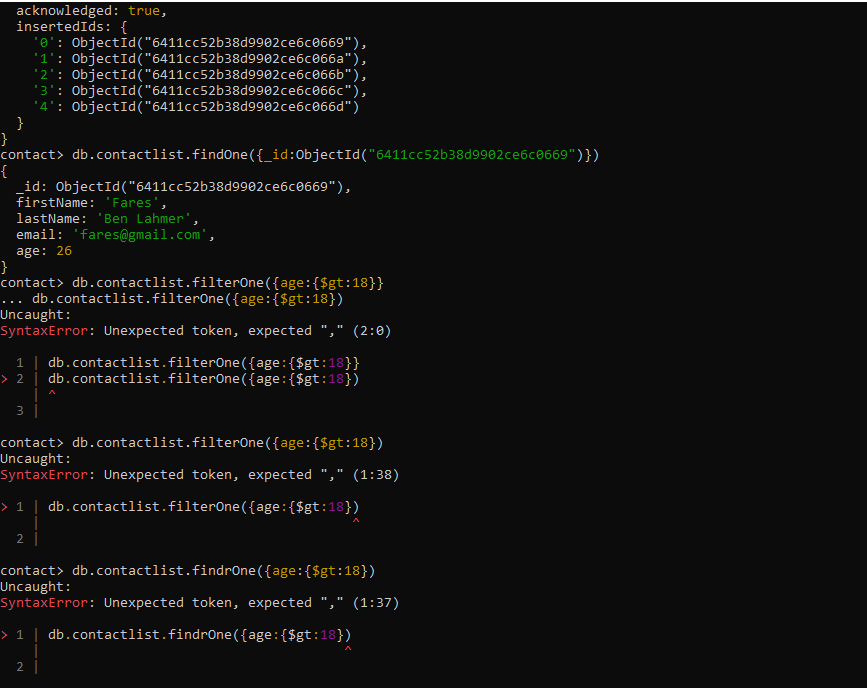 acknowledged: true,
insertedIds: {
'0': ObjectId("6411cc52b38d9902ce6c0669"),
'1': ObjectId("6411cc52b38d9902ce6c066a"),
'2': ObjectId("6411cc52b38d9902ce6c066b"),
'3': ObjectId("6411cc52b38d9902ce6c066c"),
'4': ObjectId("6411cc52b38d9902ce6c066d")
}
}
contact> db.contactlist.findOne({_id:ObjectId("6411cc52b38d9902ce6c0669")})
{
_id: ObjectId("6411cc52b38d9902ce6c0669"),
firstName: 'Fares',
lastName: 'Ben Lahmer',
email: 'fares@gmail.com',
age: 26
}
contact> db.contactlist.filterOne({age:{$gt:18}}
... db.contactlist.filterOne({age:{$gt:18})
Uncaught:
SyntaxError: Unexpected token, expected "," (2:0)
1 | db.contactlist.filterOne({age:{$gt:18}}
> 2 | db.contactlist.filterOne({age:{$gt:18})
| ^
3 |
contact> db.contactlist.filterOne({age:{$gt:18})
Uncaught:
SyntaxError: Unexpected token, expected "," (1:38)
> 1 | db.contactlist.filterOne({age:{$gt:18})
| ^
2 |
contact> db.contactlist.findrOne({age:{$gt:18})
Uncaught:
SyntaxError: Unexpected token, expected "," (1:37)
> 1 | db.contactlist.findrOne({age:{$gt:18})
| ^
2 |